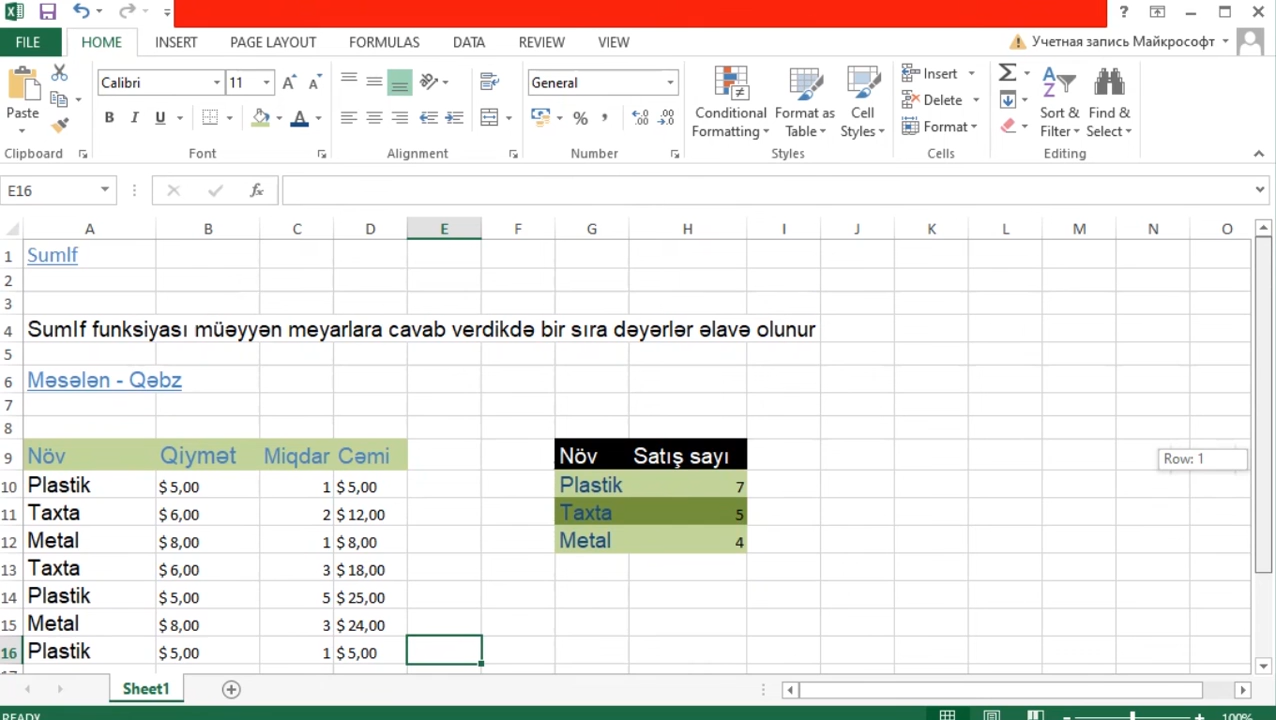 ?
FILE HOME INSERT PAGE LAYOUT FORMULAS DATA REVIEW VIEW Учетная запись Майкрософт
Paste
Clipboard
Calibri 11
B I U A
Font
Alignment
General
% , ,00 ,0
Number
Conditional Formatting
Format as Table
Cell Styles
Styles
Insert
Delete
Format
Cells
Sort & Filter
Find & Select
Editing
E16 fx
A B C D E F G H I J K L M N O
1 SumIf
2
3
4 SumIf funksiyası müəyyən meyarlara cavab verdikdə bir sıra dəyərlər əlavə olunur
5
6 Məsələn - Qəbz
7
8
9 Növ Qiymət Miqdar Cəmi Növ Satış sayı
10 Plastik $ 5,00 1 $ 5,00 Plastik 7
11 Taxta $ 6,00 2 $ 12,00 Taxta 5
12 Metal $ 8,00 1 $ 8,00 Metal 4
13 Taxta $ 6,00 3 $ 18,00
14 Plastik $ 5,00 5 $ 25,00
15 Metal $ 8,00 3 $ 24,00
16 Plastik $ 5,00 1 $ 5,00
Row: 1
Sheet1
READY 100%